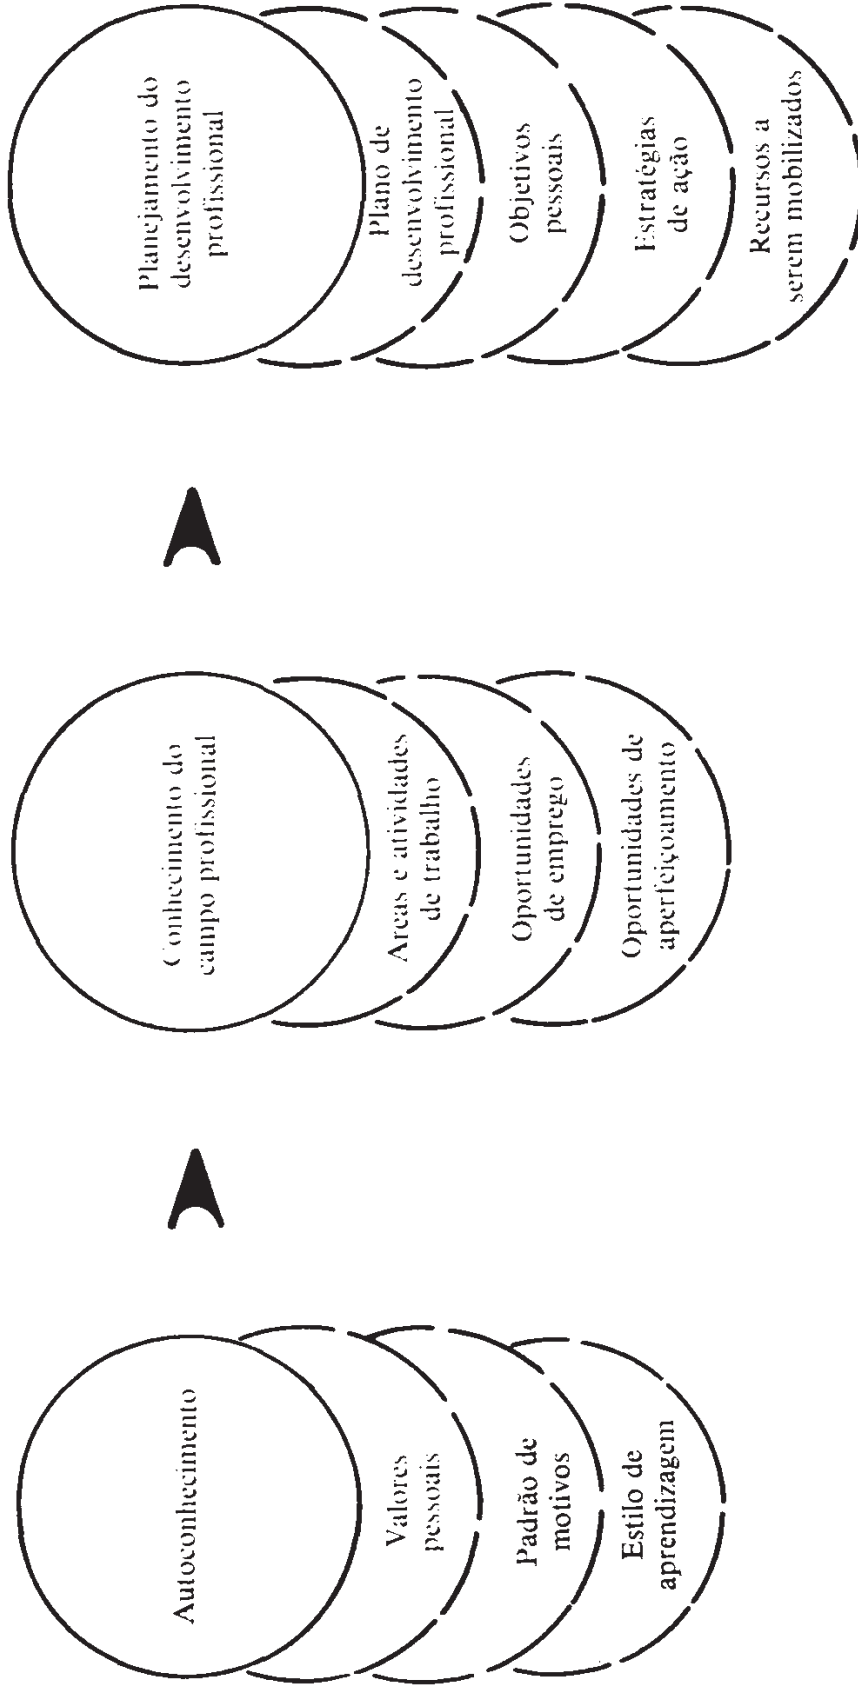 Autoconhecimento
Valores
pessoais
Padrão de
motivos
Estilo de
aprendizagem
Conhecimento do
campo profissional
Areas e atividades
de trabalho
Oportunidades
de emprego
Oportunidades de
aperfeiçoamento
Planejamento do
desenvolvimento
profissional
Plano de
desenvolvimento
profissional
Objetivos
pessoais
Estratégias
de ação
Recursos a
serem mobilizados